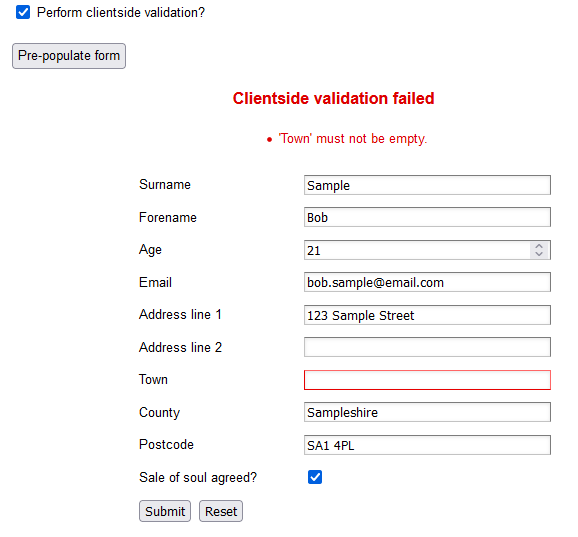 Perform clientside validation?
Pre-populate form
Clientside validation failed
• 'Town' must not be empty.
Surname Sample
Forename Bob
Age 21
Email bob.sample@email.com
Address line 1 123 Sample Street
Address line 2
Town
County Sampleshire
Postcode SA1 4PL
Sale of soul agreed?
Submit Reset